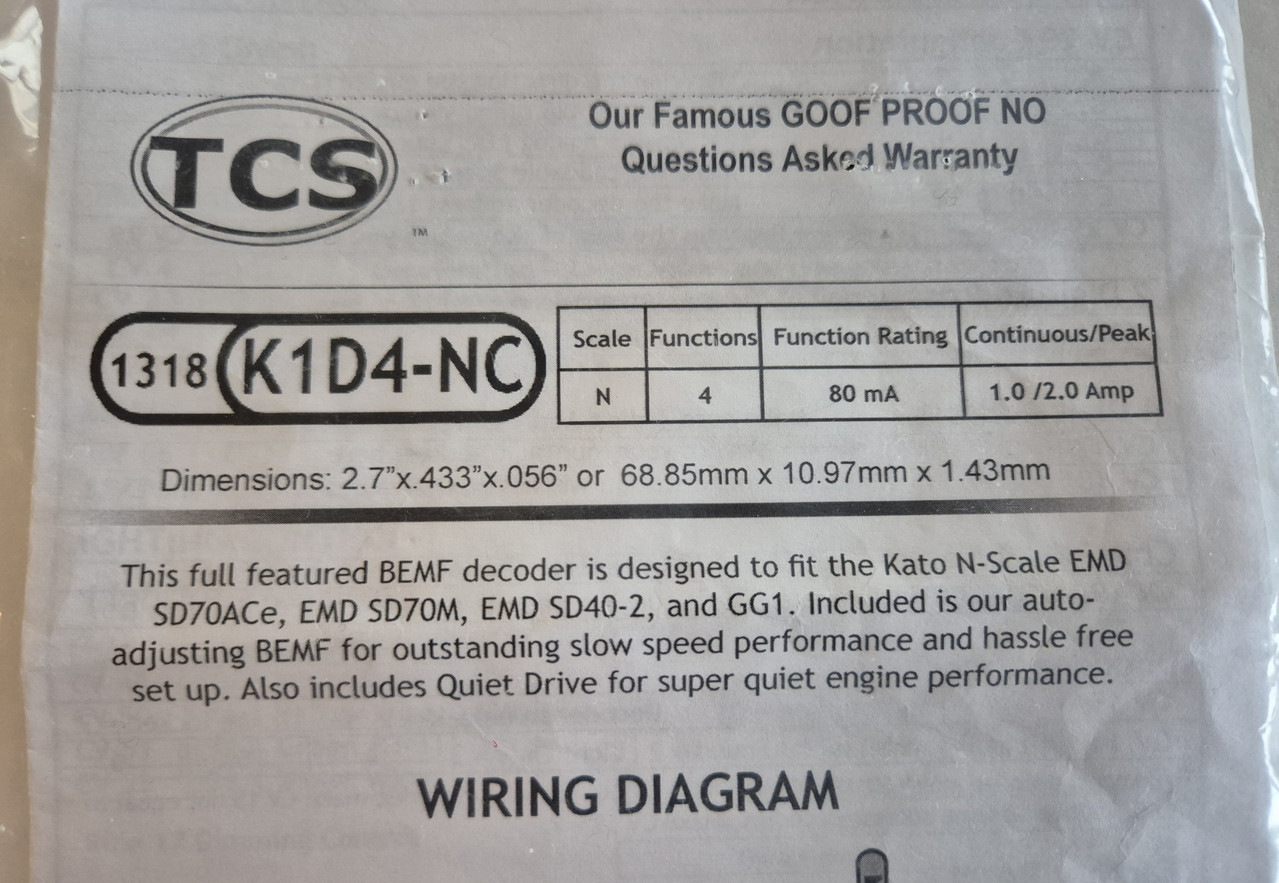 TCS
TM
Our Famous GOOF PROOF NO
Questions Asked Warranty
1318 K1D4-NC
Scale Functions Function Rating Continuous/Peak
N 4 80 mA 1.0 /2.0 Amp
Dimensions: 2.7”x.433”x.056” or 68.85mm x 10.97mm x 1.43mm
This full featured BEMF decoder is designed to fit the Kato N-Scale EMD
SD70ACe, EMD SD70M, EMD SD40-2, and GG1. Included is our auto-
adjusting BEMF for outstanding slow speed performance and hassle free
set up. Also includes Quiet Drive for super quiet engine performance.
WIRING DIAGRAM